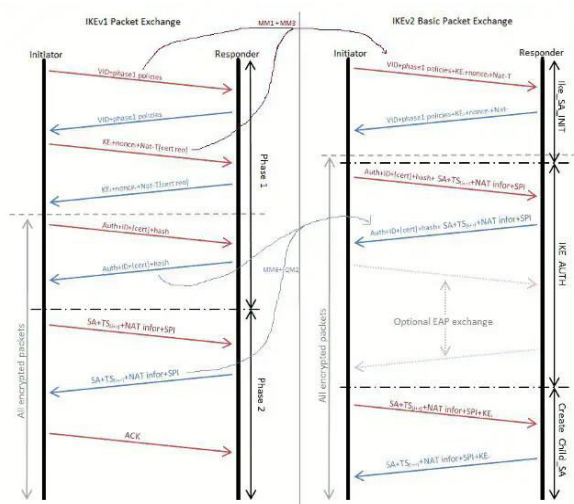 IKEv1 Packet Exchange
MM1+MM3
IKEv2 Basic Packet Exchange
Initiator
Responder
Initiator
Responder
VID+phase1 policies
VID+phase1 policies
KE+nonce+Nat-T[cert req]
KE+nonce+Nat-T[cert req]
Phase 1
Auth+ID+[cert]+hash
Auth+ID+[cert]+hash
All encrypted packets
SA+TS+NAT infor+SPI
SA+TS+NAT infor+SPI
Phase 2
ACK
QM2
VID+phase1 policies+KE+nonce+Nat-T
VID+phase1 policies+KE+nonce+Nat-
Ike_SA_INIT
Auth+ID+[cert]+hash+ SA+TS+NAT infor+SPI
Auth+ID+[cert]+hash+ SA+TS+NAT infor+SPI
IKE_AUTH
Optional EAP exchange
All encrypted packets
SA+TS+NAT infor+SPI+KE
SA+TS+NAT infor+SPI+KE
Create_Child_SA